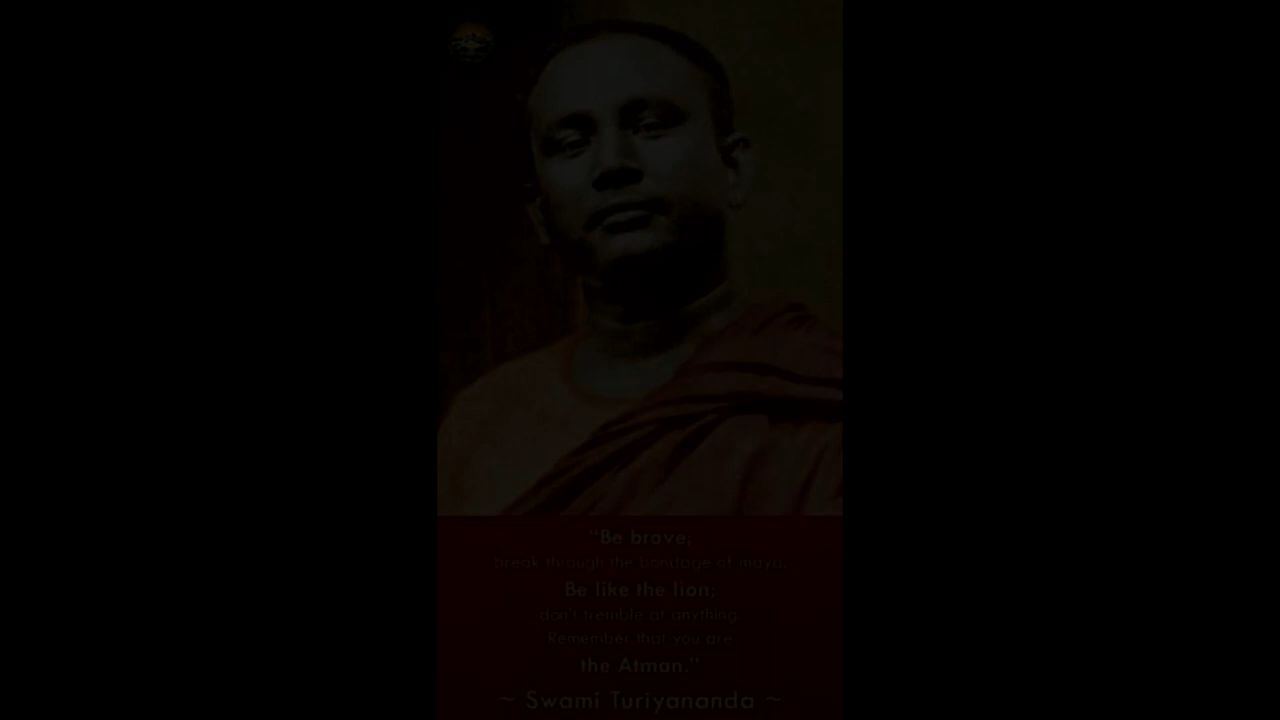 "Be brave;
break through the bondage of maya.
Be like the lion;
don't tremble at anything.
Remember that you are
the Atman."
~ Swami Turiyananda ~